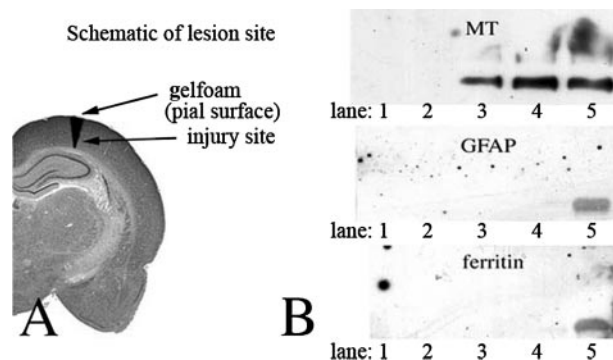 Schematic of lesion site
gelfoam
(pial surface)
injury site
A
B
MT
lane: 1 2 3 4 5
GFAP
lane: 1 2 3 4 5
ferritin
lane: 1 2 3 4 5